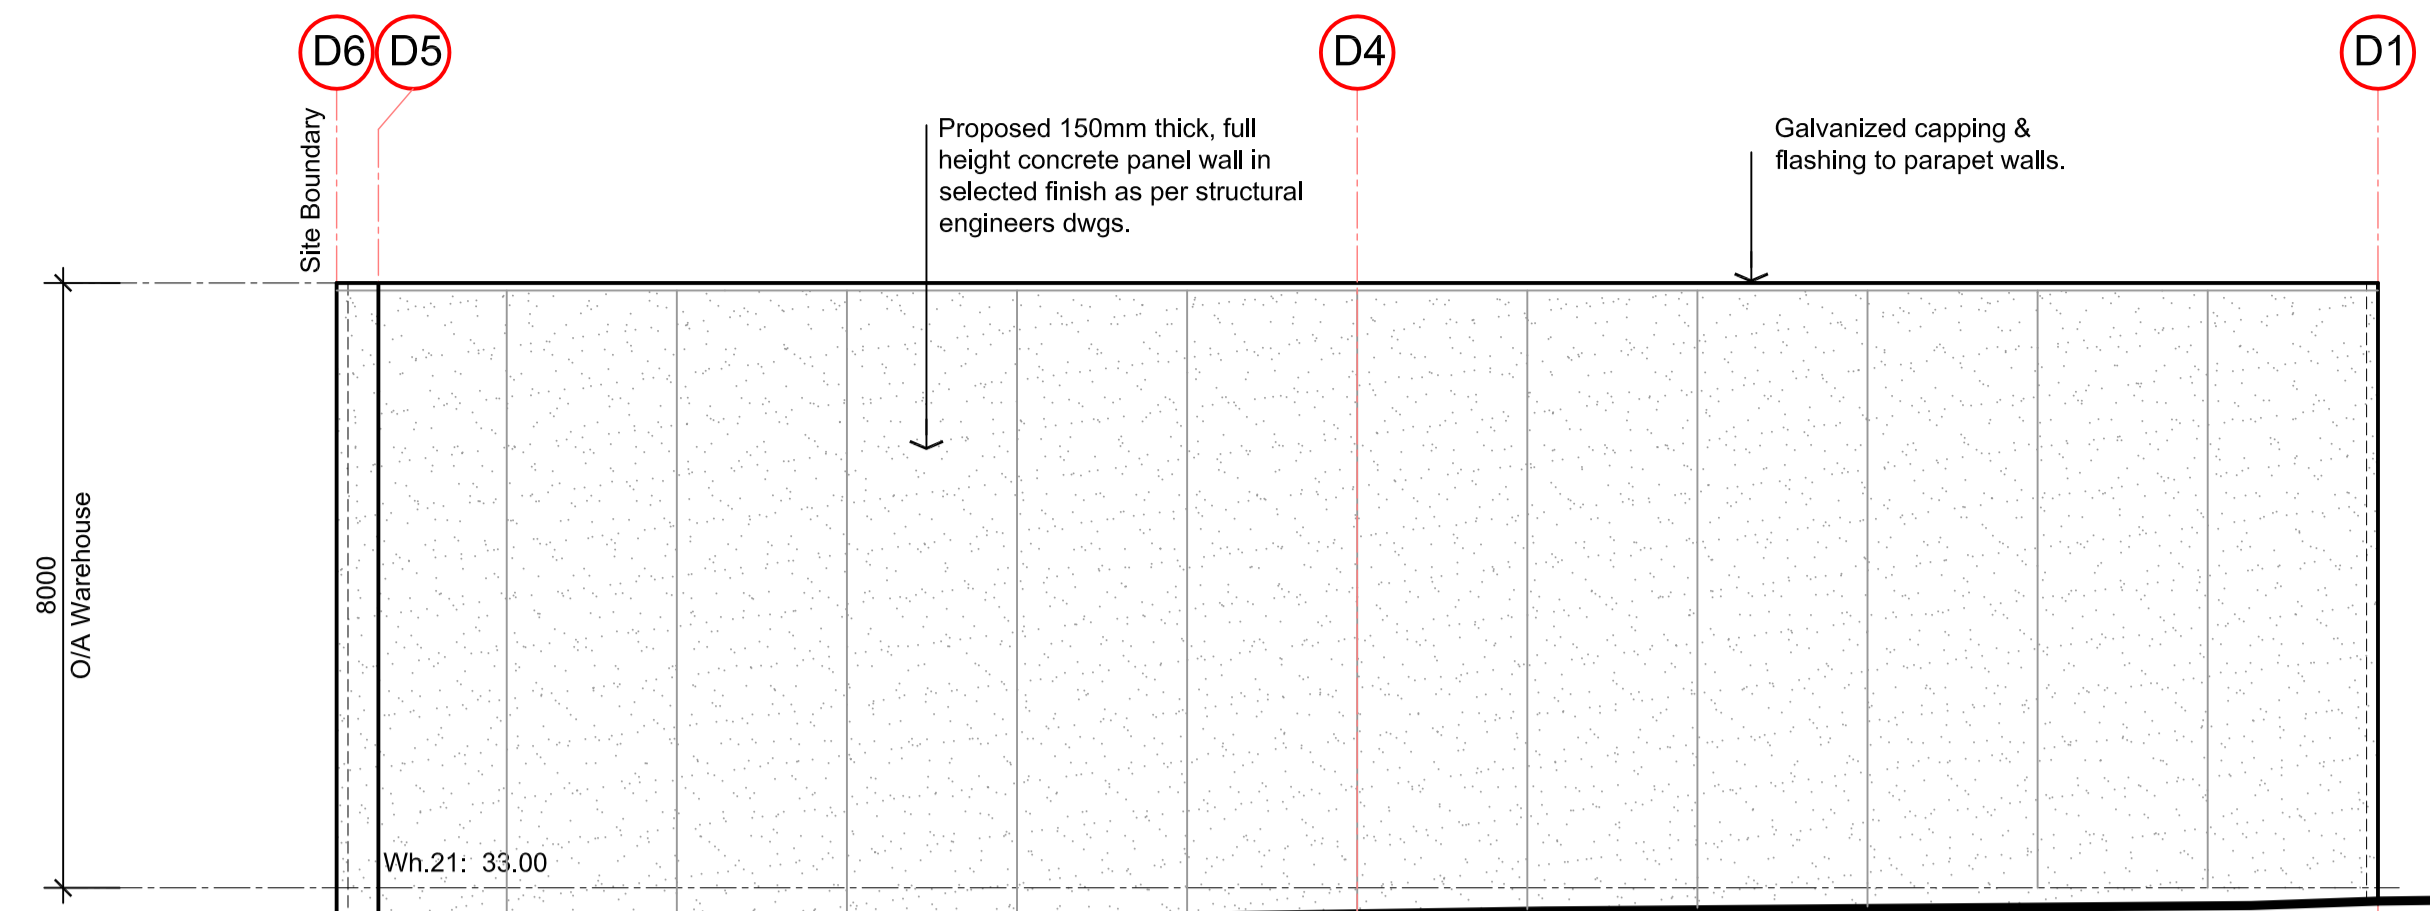 D6
D5
D4
D1
Site Boundary
Proposed 150mm thick, full
height concrete panel wall in
selected finish as per structural
engineers dwgs.
Galvanized capping &
flashing to parapet walls.
8000
O/A Warehouse
Wh.21: 33.00